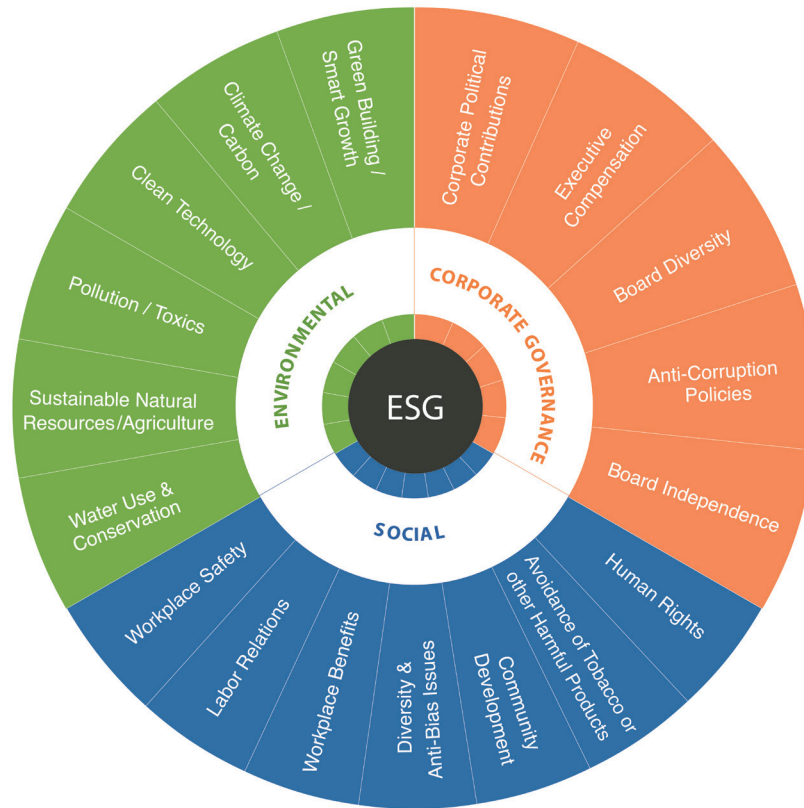 ESG
ENVIRONMENTAL
CORPORATE GOVERNANCE
SOCIAL
Green Building /
Smart Growth
Climate Change /
Carbon
Clean Technology
Pollution / Toxics
Sustainable Natural
Resources/Agriculture
Water Use &
Conservation
Corporate Political
Contributions
Executive
Compensation
Board Diversity
Anti-Corruption
Policies
Board Independence
Human Rights
Avoidance of Tobacco or
other Harmful Products
Community
Development
Diversity &
Anti-Bias Issues
Workplace Benefits
Labor Relations
Workplace Safety